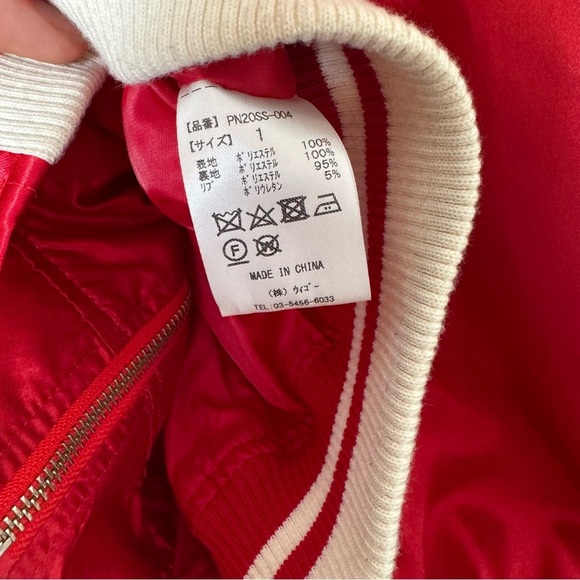 【品番】 PN20SS-004
【サイズ】 1
表地 ポリエステル 100%
裏地 ポリエステル 100%
リブ ポリエステル 95%
ポリウレタン 5%
F W
MADE IN CHINA
(株) ウィゴー
TEL:03-5456-6033